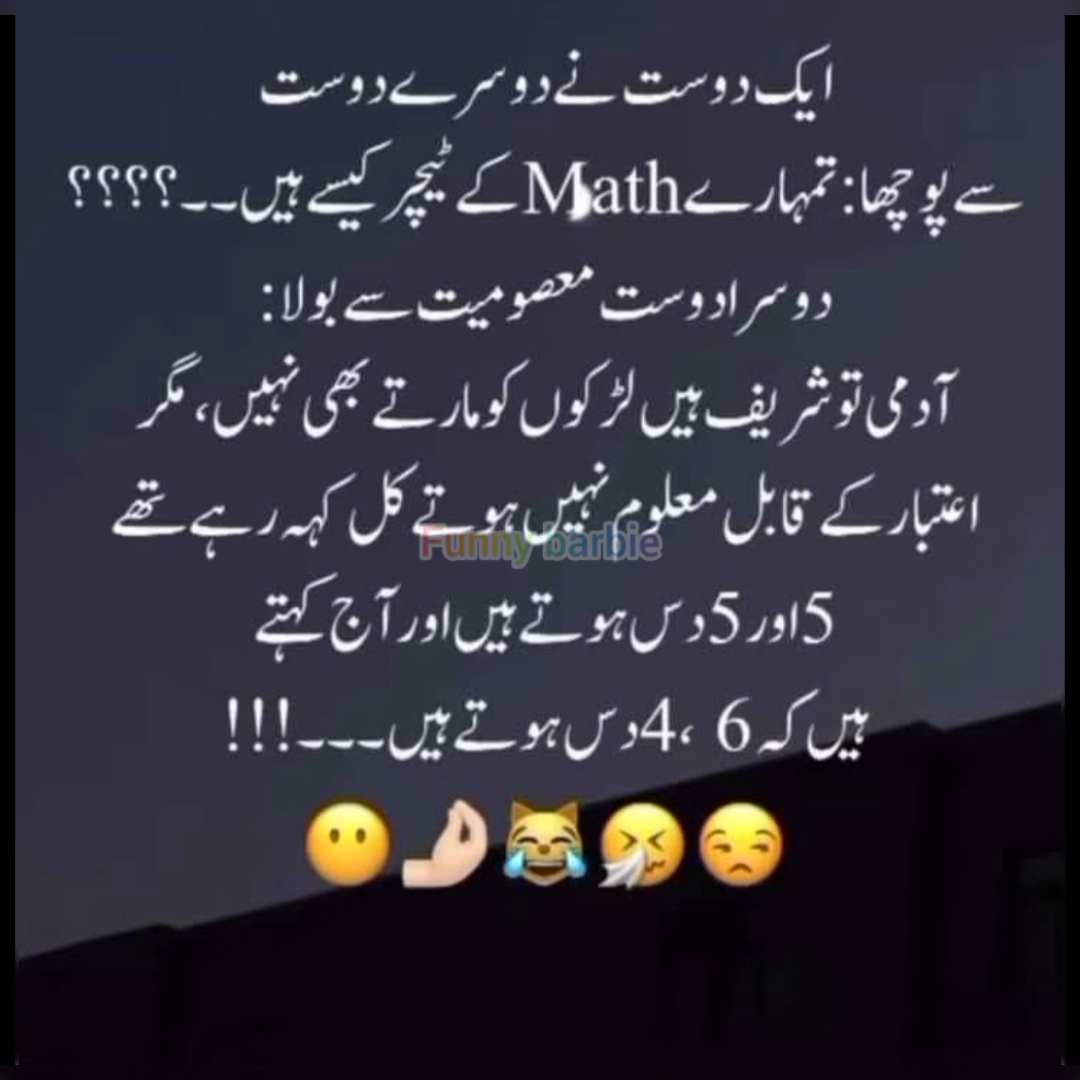 ایک دوست نے دوسرے دوست
سے پوچھا: تمہارے Math کے ٹیچر کیسے ہیں۔۔؟؟؟؟
دوسرا دوست معصومیت سے بولا:
آدمی تو شریف ہیں لڑکوں کو مارتے بھی نہیں، مگر
اعتبار کے قابل معلوم نہیں ہوتے کل کہہ رہے تھے
Funny barbie
5 اور 5 دس ہوتے ہیں اور آج کہتے
ہیں کہ 6 ،4 دس ہوتے ہیں۔۔۔!!!
😶🤌🏻😹🤧😒